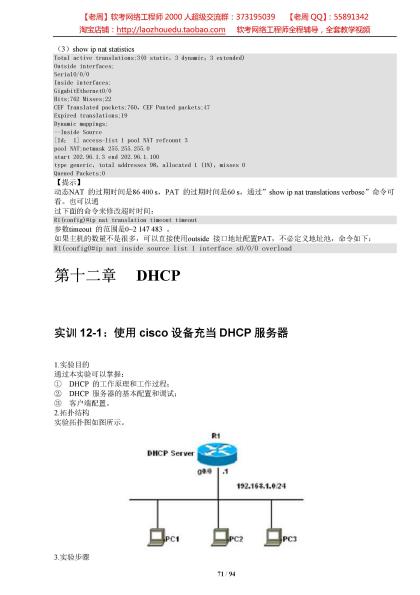 【老周】软考网络工程师 2000 人超级交流群：373195039 【老周 QQ】：55891342
淘宝店铺：http://laozhouedu.taobao.com 软考网络工程师全程辅导，全套教学视频
（3）show ip nat statistics
Total active translations:3(0 static, 3 dynamic; 3 extended)
Outside interfaces:
Serial0/0/0
Inside interfaces:
GigabitEthernet0/0
Hits:762 Misses:22
CEF Translated packets:760, CEF Punted packets:47
Expired translations:19
Dynamic mappings:
--Inside Source
[Id: 1] access-list 1 pool NAT refcount 3
pool NAT:netmask 255.255.255.0
start 202.96.1.3 end 202.96.1.100
type generic, total addresses 98, allocated 1 (1%), misses 0
Queued Packets:0
【提示】
动态NAT 的过期时间是86 400 s，PAT 的过期时间是60 s，通过” show ip nat translations verbose” 命令可
看。也可以通
过下面的命令来修改超时时间：
R1(config)#ip nat translation timeout timeout
参数timeout 的范围是0~2 147 483 。
如果主机的数量不是很多，可以直接使用outside 接口地址配置PAT，不必定义地址池，命令如下：
R1(config0#ip nat inside source list 1 interface s0/0/0 overload
第十二章 DHCP
实训 12-1：使用 cisco 设备充当 DHCP 服务器
1.实验目的
通过本实验可以掌握：
① DHCP 的工作原理和工作过程；
② DHCP 服务器的基本配置和调试；
③ 客户端配置。
2.拓扑结构
实验拓扑图如图所示。
R1
DHCP Server
g0/0 .1
192.168.1.0/24
PC1 PC2 PC3
3.实验步骤
71 / 94